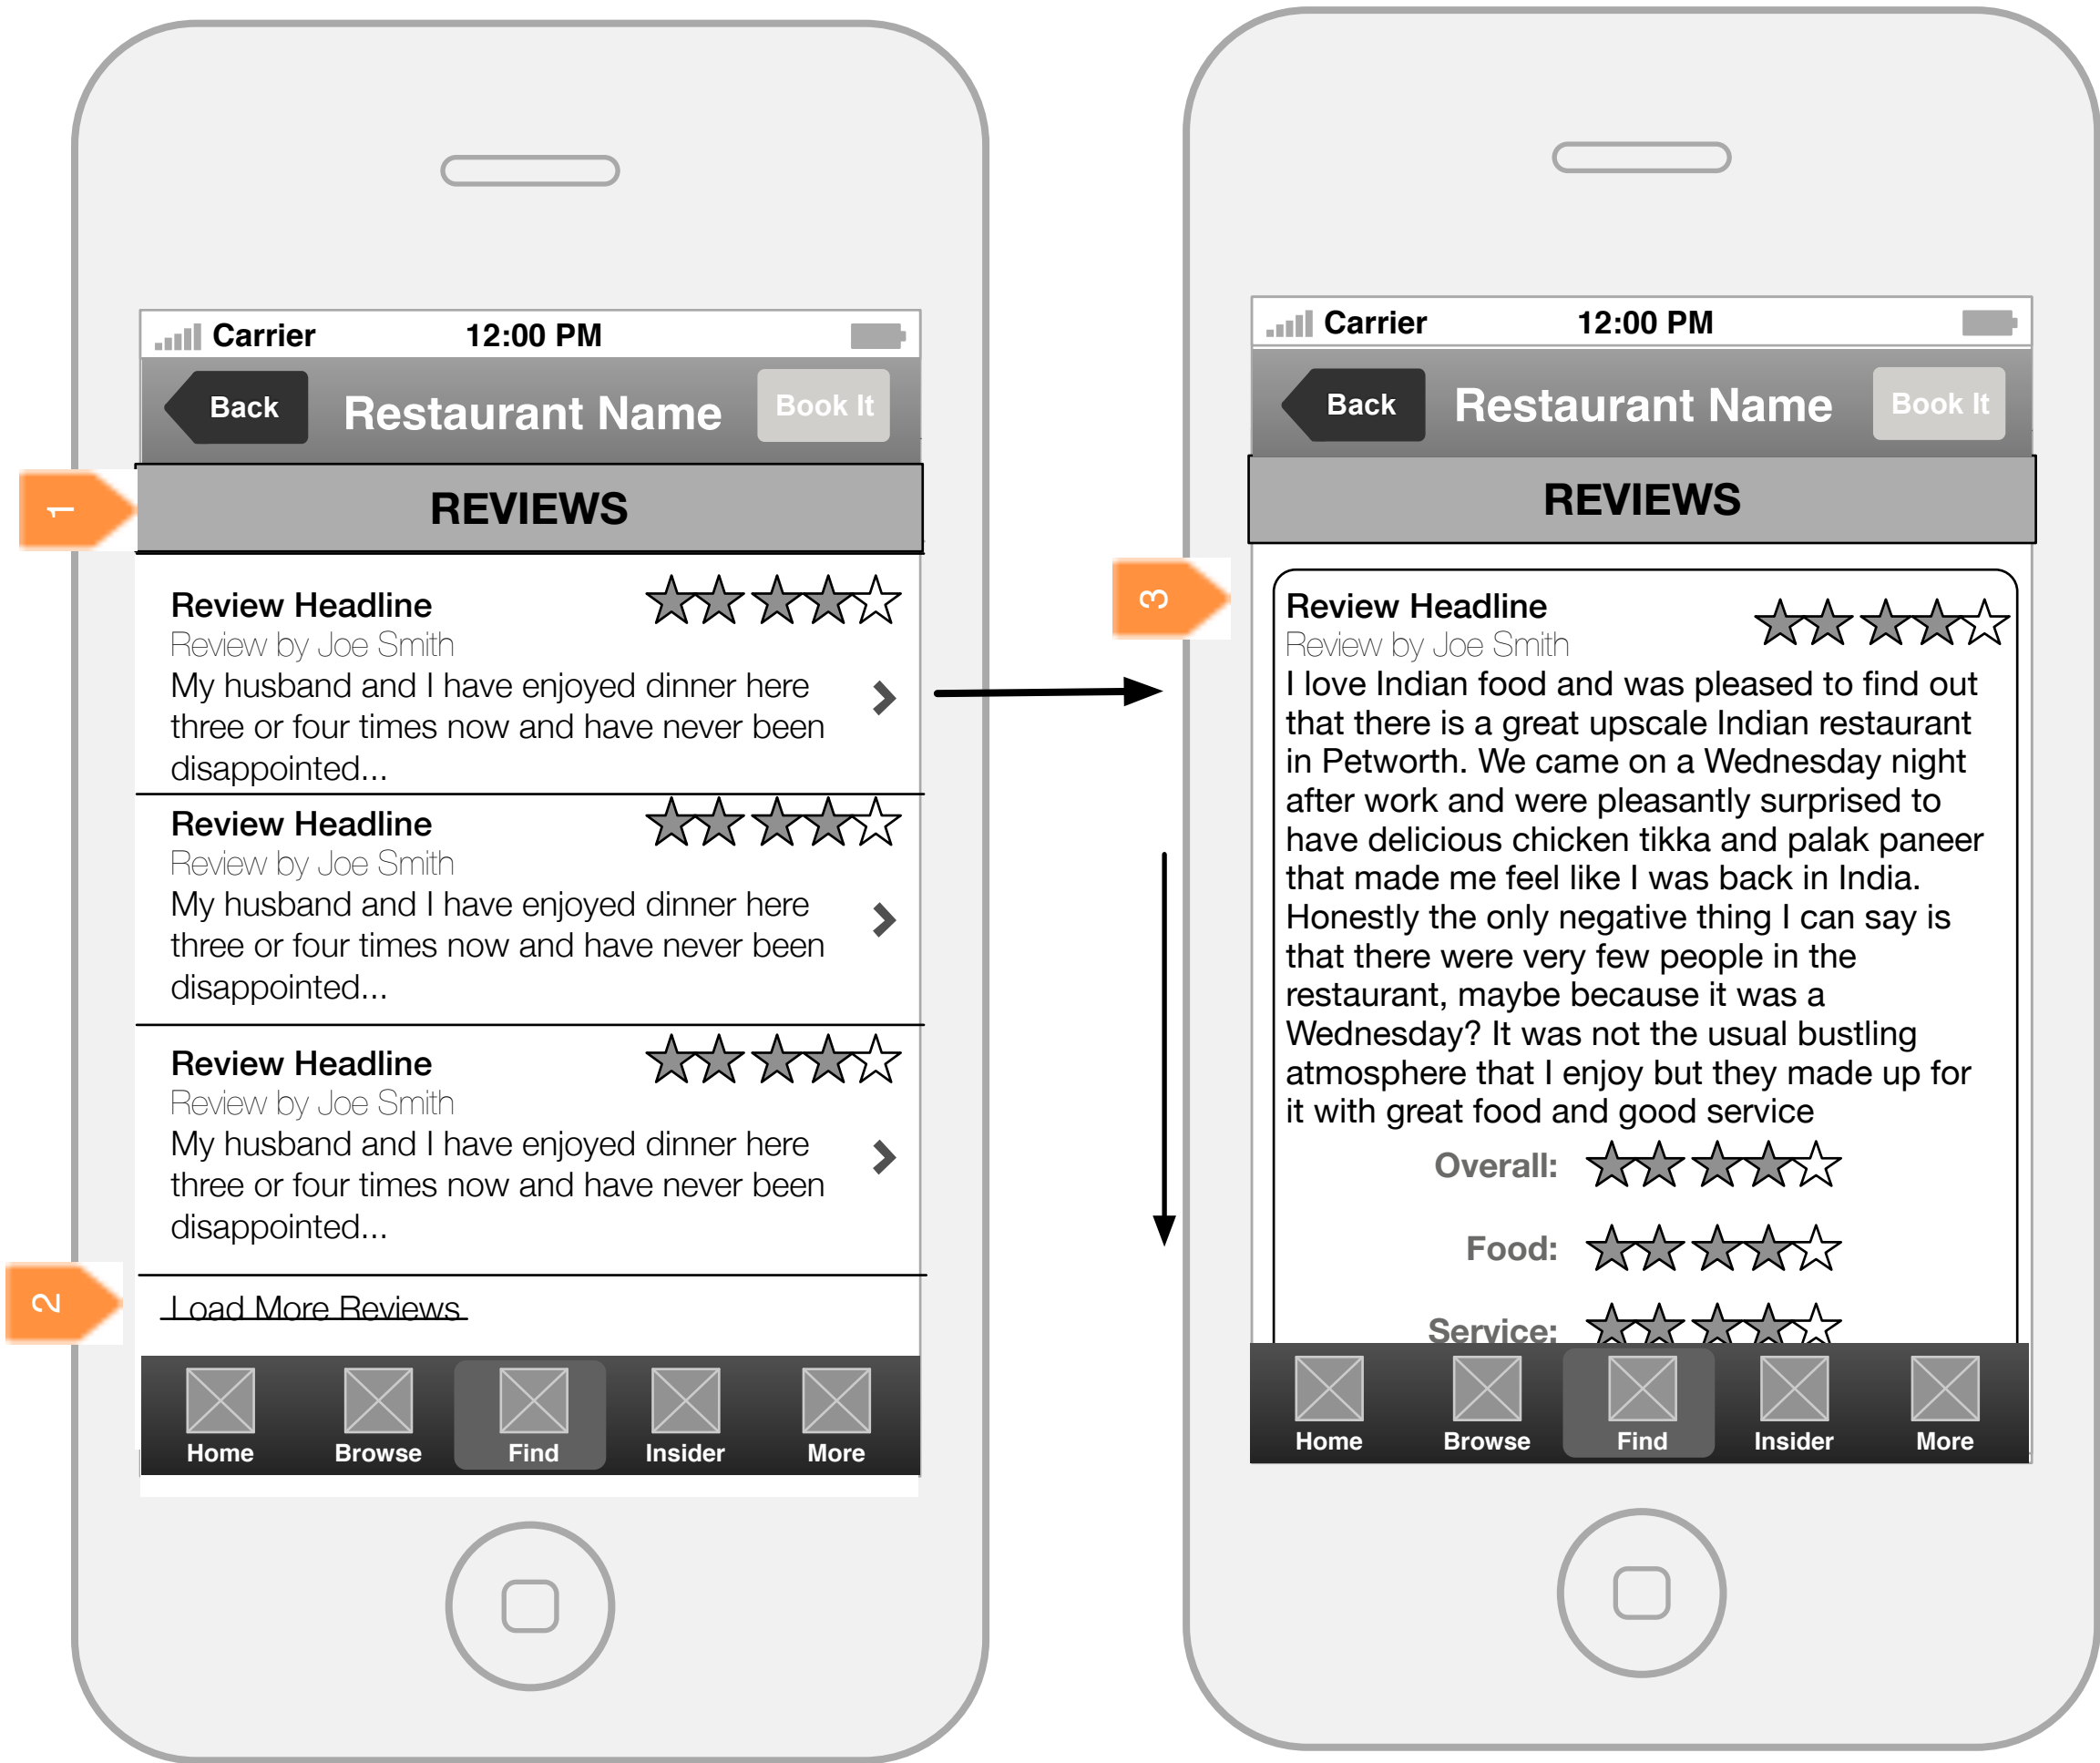 Carrier 12:00 PM
Back Restaurant Name Book It
1
REVIEWS
Review Headline
Review by Joe Smith
My husband and I have enjoyed dinner here
three or four times now and have never been
disappointed...
Review Headline
Review by Joe Smith
My husband and I have enjoyed dinner here
three or four times now and have never been
disappointed...
Review Headline
Review by Joe Smith
My husband and I have enjoyed dinner here
three or four times now and have never been
disappointed...
2
Load More Reviews
Home Browse Find Insider More
Carrier 12:00 PM
Back Restaurant Name Book It
REVIEWS
3
Review Headline
Review by Joe Smith
I love Indian food and was pleased to find out
that there is a great upscale Indian restaurant
in Petworth. We came on a Wednesday night
after work and were pleasantly surprised to
have delicious chicken tikka and palak paneer
that made me feel like I was back in India.
Honestly the only negative thing I can say is
that there were very few people in the
restaurant, maybe because it was a
Wednesday? It was not the usual bustling
atmosphere that I enjoy but they made up for
it with great food and good service
Overall:
Food:
Service:
Home Browse Find Insider More